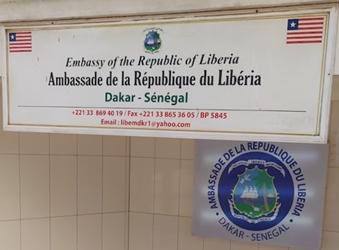 Embassy of the Republic of Liberia
Ambassade de la République du Libéria
Dakar - Sénégal
+221 33 869 40 19 / Fax +221 33 865 36 05 / BP 5845
Email : libemdkr1@yahoo.com
AMBASSADE DE LA REPUBLIQUE DU LIBERIA
- DAKAR - SÉNÉGAL -